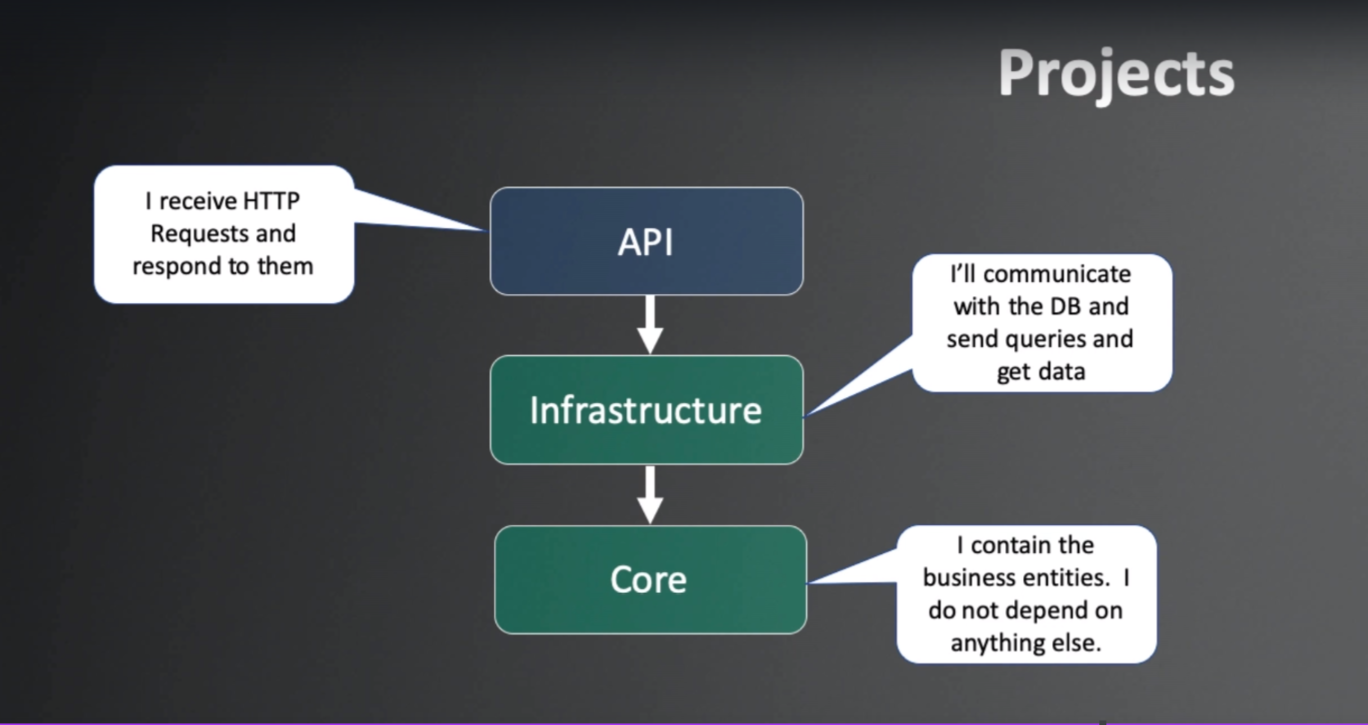 Projects
I receive HTTP
Requests and
respond to them
API
I'll communicate
with the DB and
send queries and
get data
Infrastructure
Core
I contain the
business entities.  I
do not depend on
anything else.